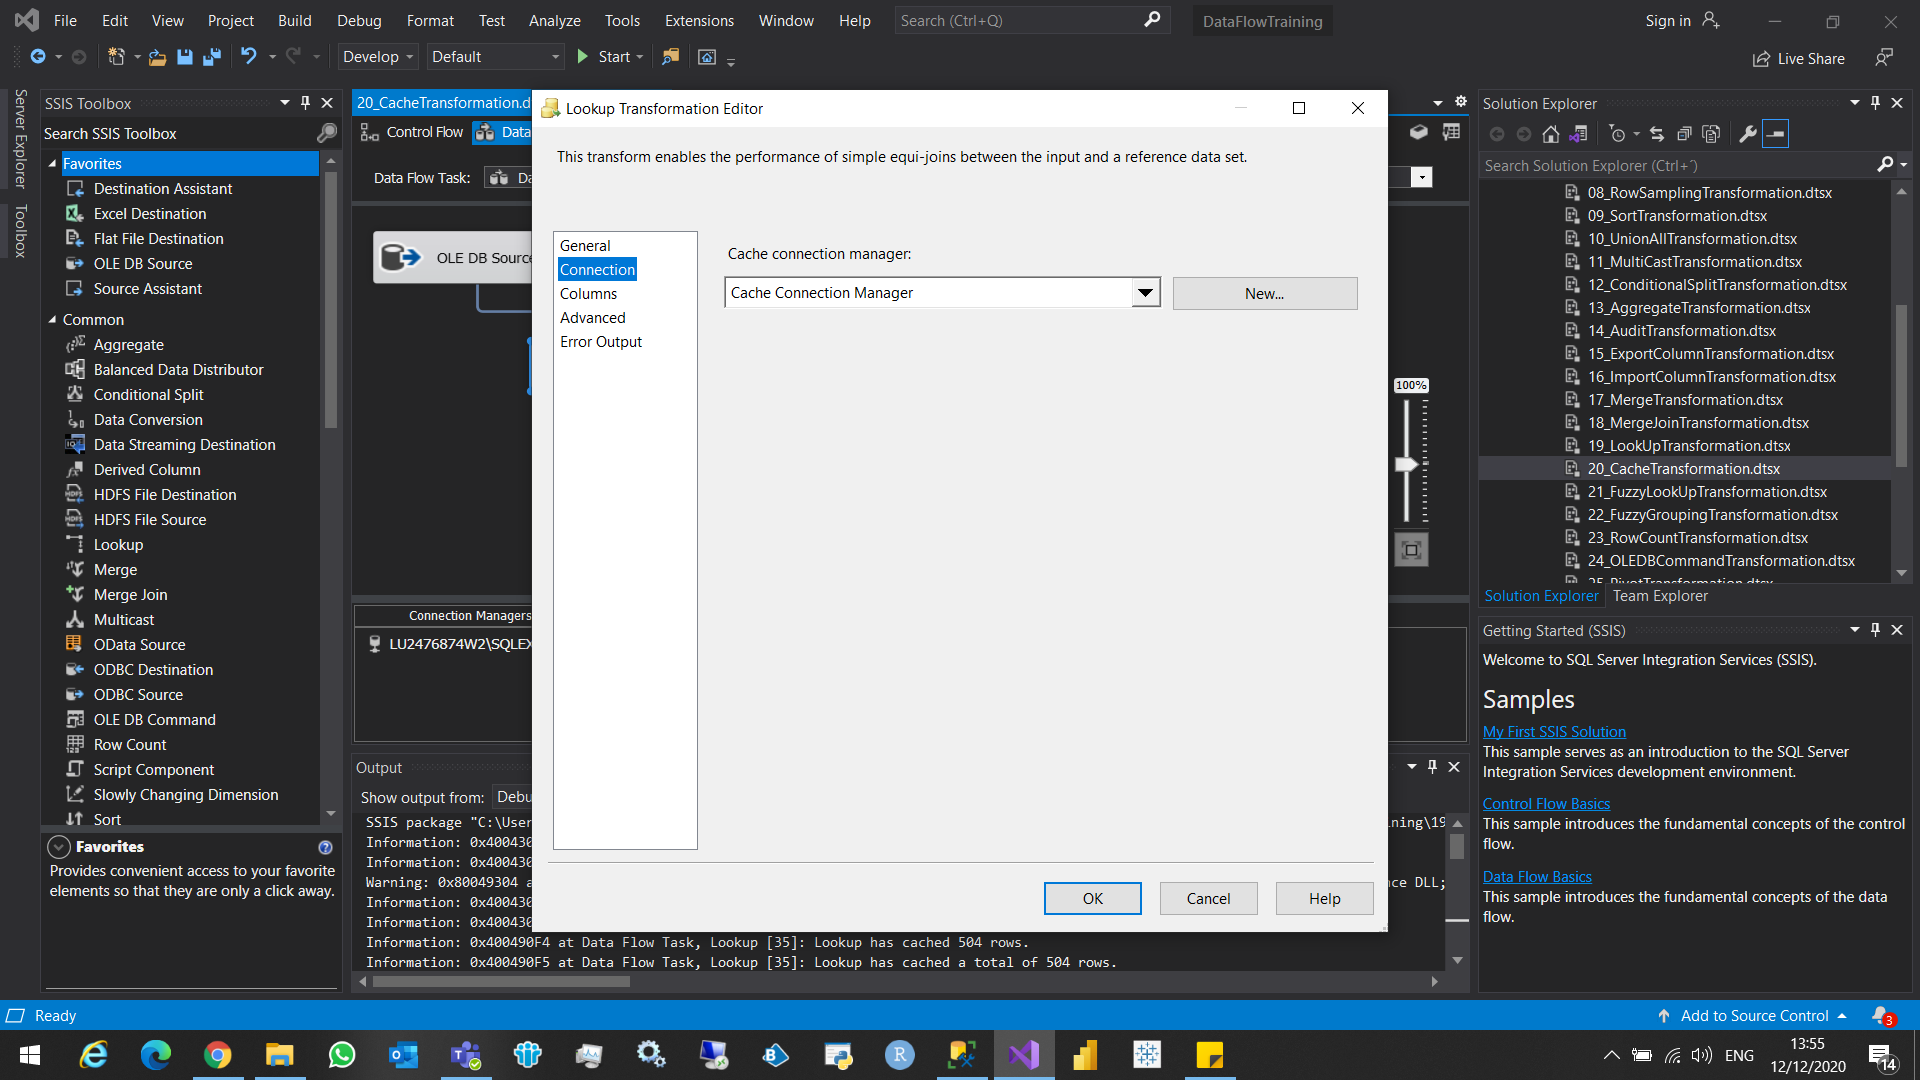 File Edit View Project Build Debug Format Test Analyze Tools Extensions Window Help Search (Ctrl+Q) DataFlowTraining Sign in
Develop Default Start Live Share
Server Explorer
Toolbox
SSIS Toolbox
Search SSIS Toolbox
Favorites
Destination Assistant
Excel Destination
Flat File Destination
OLE DB Source
Source Assistant
Common
Aggregate
Balanced Data Distributor
Conditional Split
Data Conversion
Data Streaming Destination
Derived Column
HDFS File Destination
HDFS File Source
Lookup
Merge
Merge Join
Multicast
OData Source
ODBC Destination
ODBC Source
OLE DB Command
Row Count
Script Component
Slowly Changing Dimension
Sort
Favorites
Provides convenient access to your favorite
elements so that they are only a click away.
20_CacheTransformation.d
Control Flow Data
Data Flow Task: Da
OLE DB Source
100%
Connection Managers
LU2476874W2\SQLEX
Lookup Transformation Editor
This transform enables the performance of simple equi-joins between the input and a reference data set.
General
Connection
Columns
Advanced
Error Output
Cache connection manager:
Cache Connection Manager New...
OK Cancel Help
Output
Show output from: Debu
SSIS package "C:\User ning\19
Information: 0x400430
Information: 0x400430
Warning: 0x80049304 a nce DLL;
Information: 0x400430
Information: 0x400430
Information: 0x400490F4 at Data Flow Task, Lookup [35]: Lookup has cached 504 rows.
Information: 0x400490F5 at Data Flow Task, Lookup [35]: Lookup has cached a total of 504 rows.
Solution Explorer
Search Solution Explorer (Ctrl+¨)
08_RowSamplingTransformation.dtsx
09_SortTransformation.dtsx
10_UnionAllTransformation.dtsx
11_MultiCastTransformation.dtsx
12_ConditionalSplitTransformation.dtsx
13_AggregateTransformation.dtsx
14_AuditTransformation.dtsx
15_ExportColumnTransformation.dtsx
16_ImportColumnTransformation.dtsx
17_MergeTransformation.dtsx
18_MergeJoinTransformation.dtsx
19_LookUpTransformation.dtsx
20_CacheTransformation.dtsx
21_FuzzyLookUpTransformation.dtsx
22_FuzzyGroupingTransformation.dtsx
23_RowCountTransformation.dtsx
24_OLEDBCommandTransformation.dtsx
25_PivotTransformation.dtsx
Solution Explorer Team Explorer
Getting Started (SSIS)
Welcome to SQL Server Integration Services (SSIS).
Samples
My First SSIS Solution
This sample serves as an introduction to the SQL Server
Integration Services development environment.
Control Flow Basics
This sample introduces the fundamental concepts of the control
flow.
Data Flow Basics
This sample introduces the fundamental concepts of the data
flow.
Ready Add to Source Control 3
ENG 13:55
12/12/2020 14